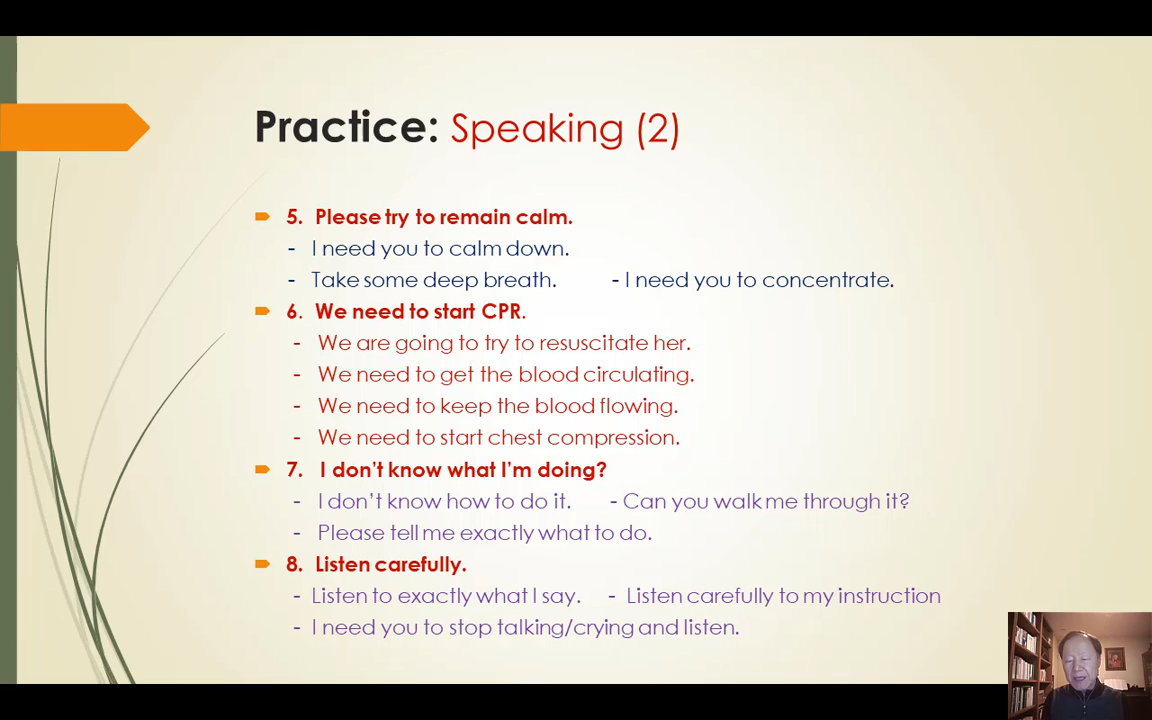 Practice: Speaking (2)
5. Please try to remain calm.
- I need you to calm down.
- Take some deep breath. - I need you to concentrate.
6. We need to start CPR.
- We are going to try to resuscitate her.
- We need to get the blood circulating.
- We need to keep the blood flowing.
- We need to start chest compression.
7. I don't know what I'm doing?
- I don't know how to do it. - Can you walk me through it?
- Please tell me exactly what to do.
8. Listen carefully.
- Listen to exactly what I say. - Listen carefully to my instruction
- I need you to stop talking/crying and listen.